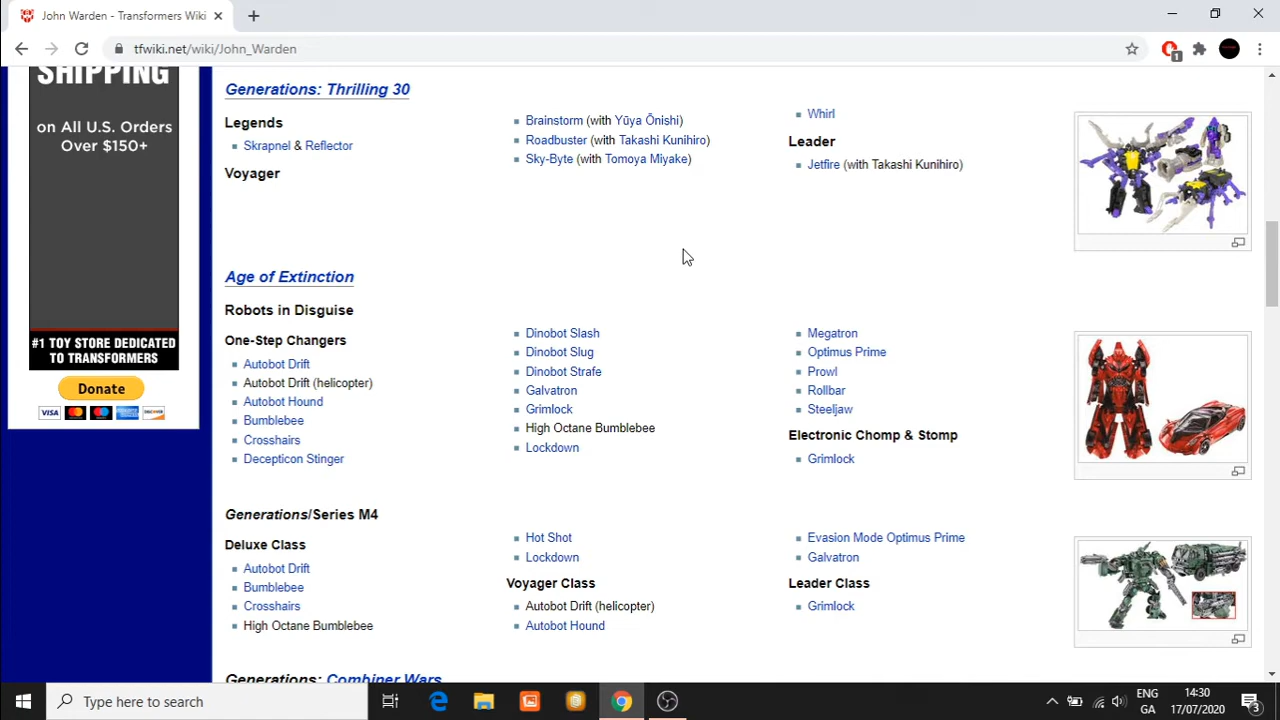 John Warden - Transformers Wiki
tfwiki.net/wiki/John_Warden
1
SHIPPING
on All U.S. Orders
Over $150+
#1 TOY STORE DEDICATED
TO TRANSFORMERS
Donate
VISA
DISCOVER
Generations: Thrilling 30
Legends
Skrapnel & Reflector
Voyager
Brainstorm (with Yūya Ōnishi)
Roadbuster (with Takashi Kunihiro)
Sky-Byte (with Tomoya Miyake)
Whirl
Leader
Jetfire (with Takashi Kunihiro)
Age of Extinction
Robots in Disguise
One-Step Changers
Autobot Drift
Autobot Drift (helicopter)
Autobot Hound
Bumblebee
Crosshairs
Decepticon Stinger
Dinobot Slash
Dinobot Slug
Dinobot Strafe
Galvatron
Grimlock
High Octane Bumblebee
Lockdown
Megatron
Optimus Prime
Prowl
Rollbar
Steeljaw
Electronic Chomp & Stomp
Grimlock
Generations/Series M4
Deluxe Class
Autobot Drift
Bumblebee
Crosshairs
High Octane Bumblebee
Hot Shot
Lockdown
Voyager Class
Autobot Drift (helicopter)
Autobot Hound
Evasion Mode Optimus Prime
Galvatron
Leader Class
Grimlock
Generations: Combiner Wars
Type here to search
ENG
GA
14:30
17/07/2020
3